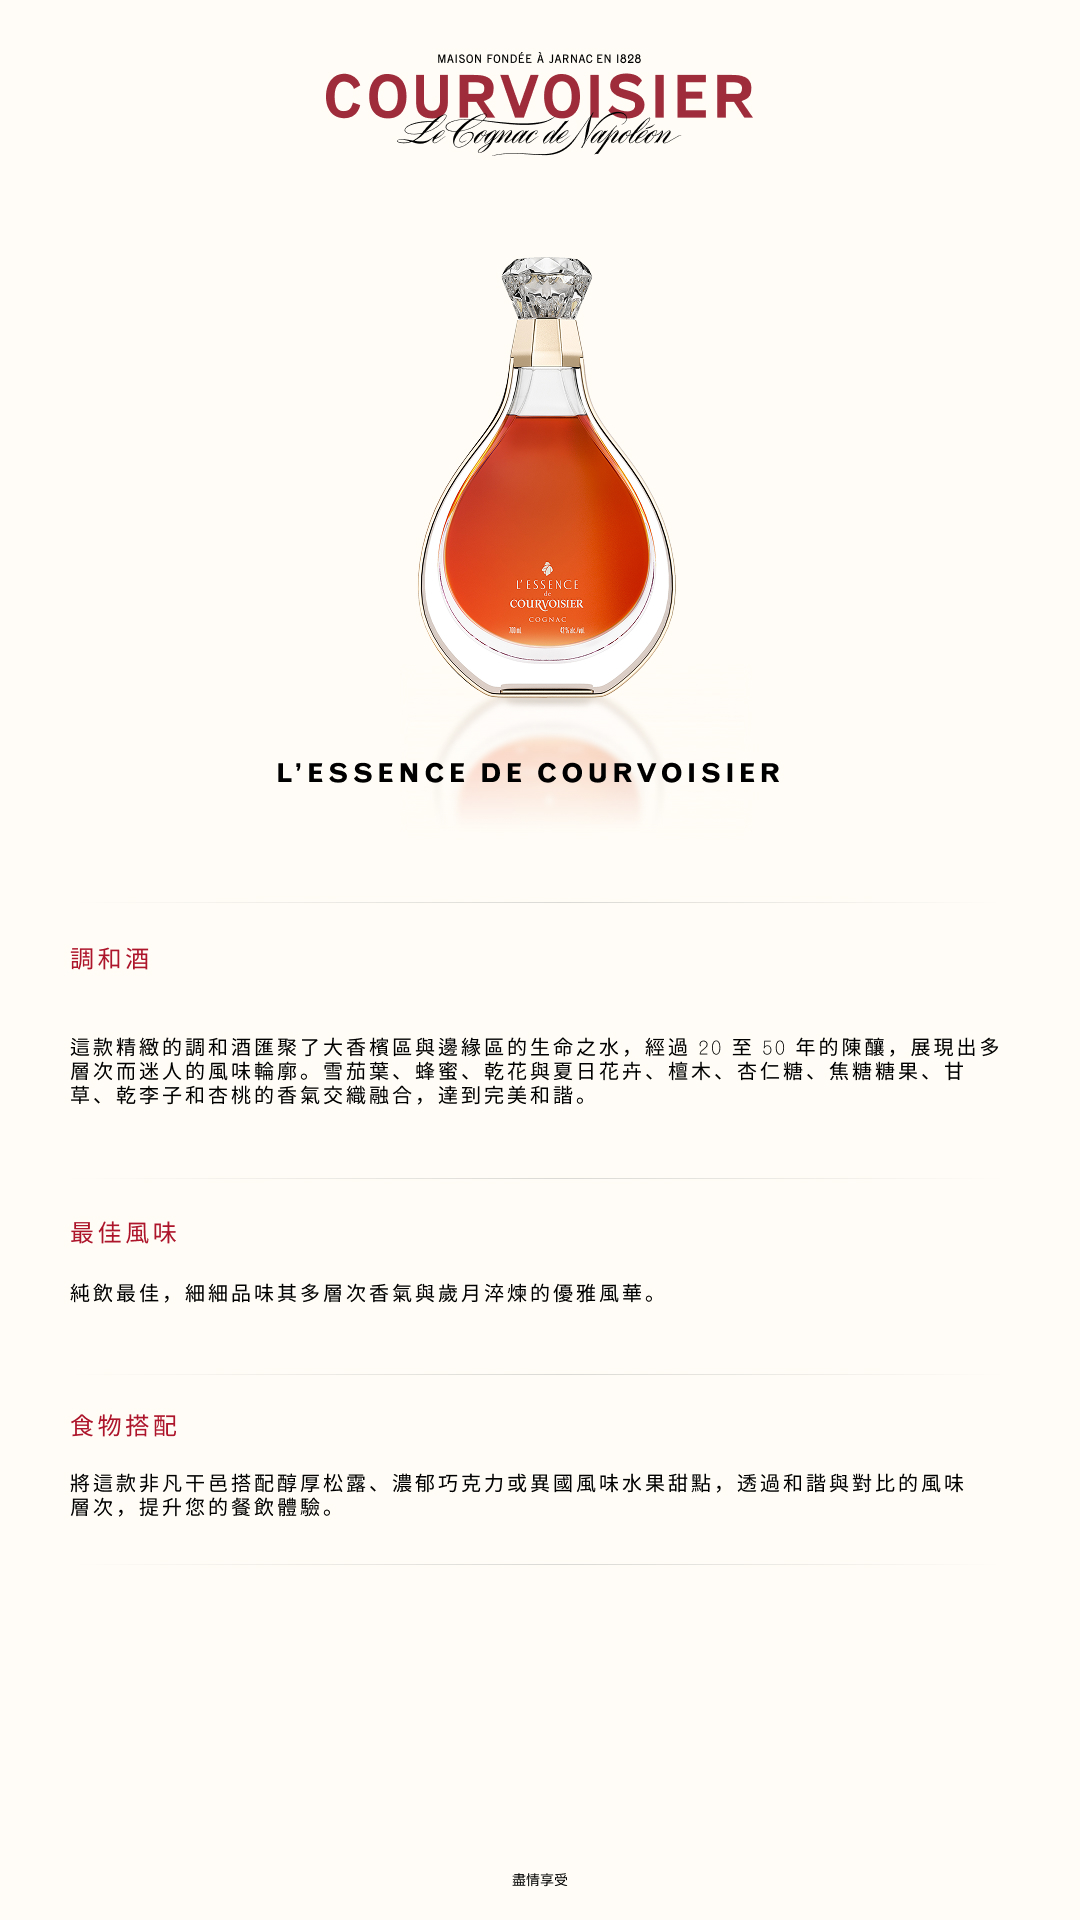 MAISON FONDÉE À JARNAC EN 1828
COURVOISIER
Le Cognac de Napoléon
L'ESSENCE
de
COURVOISIER
COGNAC
700 mL 42% alc./vol.
L’ESSENCE DE COURVOISIER
調和酒
這款精緻的調和酒匯聚了大香檳區與邊緣區的生命之水，經過 20 至 50 年的陳釀，展現出多
層次而迷人的風味輪廓。雪茄葉、蜂蜜、乾花與夏日花卉、檀木、杏仁糖、焦糖糖果、甘
草、乾李子和杏桃的香氣交織融合，達到完美和諧。
最佳風味
純飲最佳，細細品味其多層次香氣與歲月淬煉的優雅風華。
食物搭配
將這款非凡干邑搭配醇厚松露、濃郁巧克力或異國風味水果甜點，透過和諧與對比的風味
層次，提升您的餐飲體驗。
盡情享受